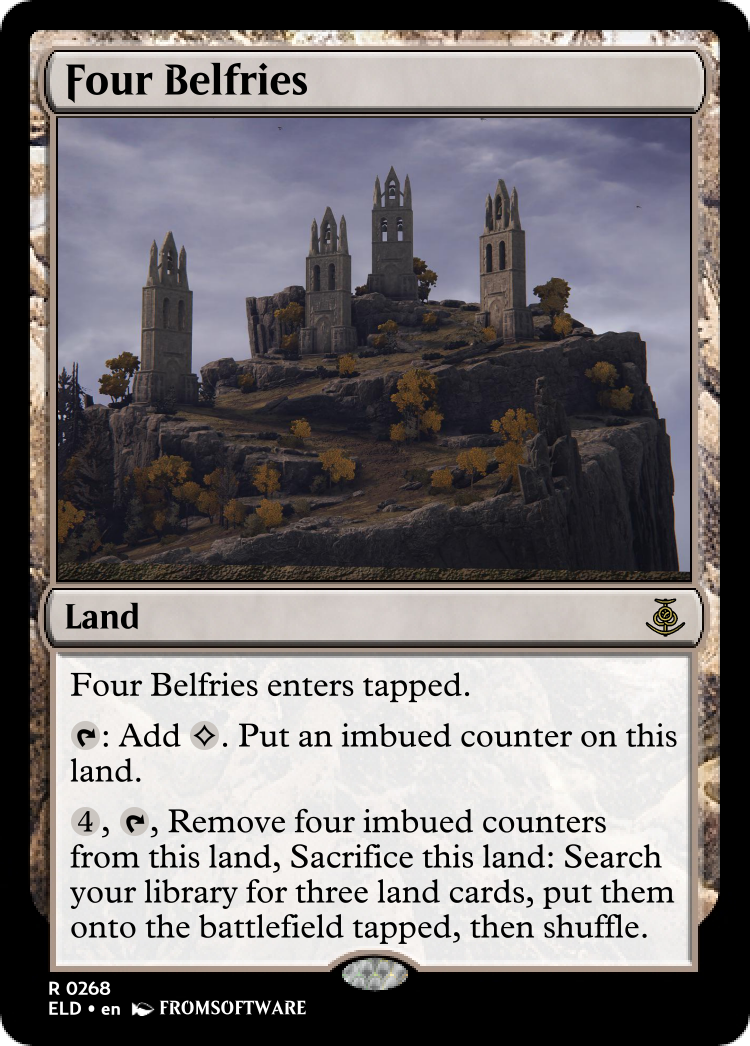 Four Belfries
Land
Four Belfries enters tapped.
: Add . Put an imbued counter on this
land.
4, , Remove four imbued counters
from this land, Sacrifice this land: Search
your library for three land cards, put them
onto the battlefield tapped, then shuffle.
R 0268
ELD • en FROMSOFTWARE